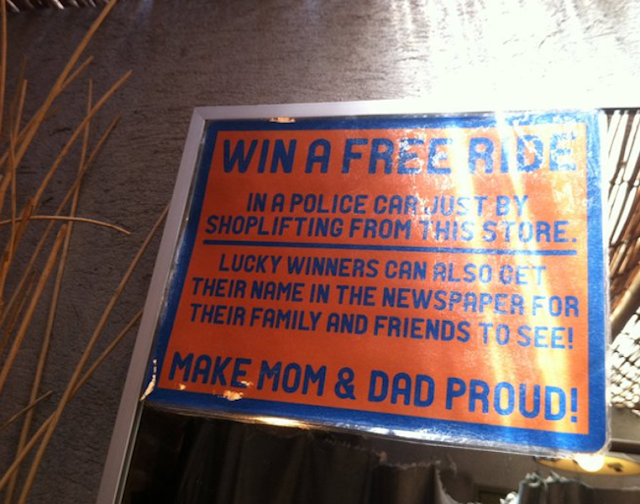 WIN A FREE RIDE
IN A POLICE CAR JUST BY
SHOPLIFTING FROM THIS STORE.
LUCKY WINNERS CAN ALSO GET
THEIR NAME IN THE NEWSPAPER FOR
THEIR FAMILY AND FRIENDS TO SEE!
MAKE MOM & DAD PROUD!